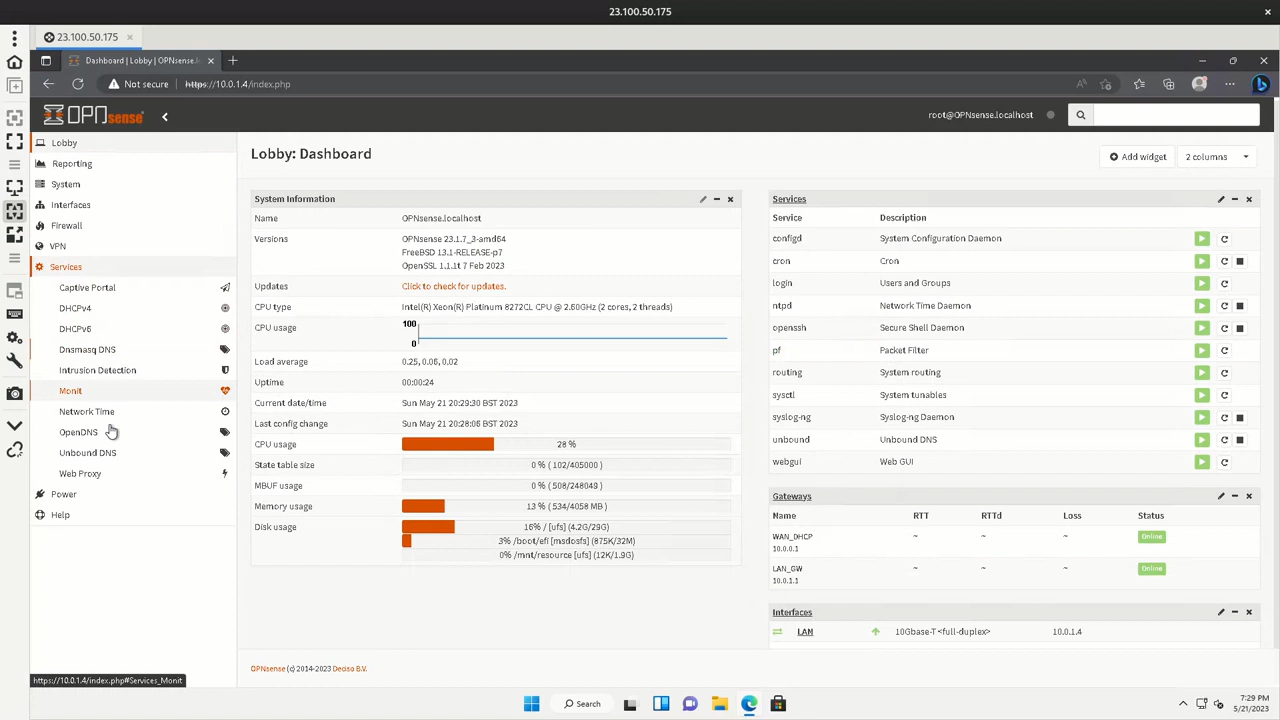 23.100.50.175
23.100.50.175
Dashboard | Lobby | OPNsense.l
Not secure
https://10.0.1.4/index.php
OPNsense
root@OPNsense.localhost
Lobby
Reporting
System
Interfaces
Firewall
VPN
Services
Captive Portal
DHCPv4
DHCPv6
Dnsmasq DNS
Intrusion Detection
Monit
Network Time
OpenDNS
Unbound DNS
Web Proxy
Power
Help
https://10.0.1.4/index.php#Services_Monit
Lobby: Dashboard
Add widget
2 columns
System Information
Name OPNsense.localhost
Versions OPNsense 23.1.7_3-amd64
FreeBSD 13.1-RELEASE-p7
OpenSSL 1.1.1t 7 Feb 2023
Updates Click to check for updates.
CPU type Intel(R) Xeon(R) Platinum 8272CL CPU @ 2.60GHz (2 cores, 2 threads)
CPU usage 100
0
Load average 0.25, 0.06, 0.02
Uptime 00:00:24
Current date/time Sun May 21 20:29:30 BST 2023
Last config change Sun May 21 20:28:06 BST 2023
CPU usage 28 %
State table size 0 % ( 102/405000 )
MBUF usage 0 % ( 508/248048 )
Memory usage 13 % ( 534/4058 MB )
Disk usage 16% / [ufs] (4.2G/29G)
3% /boot/efi [msdosfs] (875K/32M)
0% /mnt/resource [ufs] (12K/1.9G)
Services
Service Description
configd System Configuration Daemon
cron Cron
login Users and Groups
ntpd Network Time Daemon
openssh Secure Shell Daemon
pf Packet Filter
routing System routing
sysctl System tunables
syslog-ng Syslog-ng Daemon
unbound Unbound DNS
webgui Web GUI
Gateways
Name RTT RTTd Loss Status
WAN_DHCP ~ ~ ~ Online
10.0.0.1
LAN_GW ~ ~ ~ Online
10.0.1.1
Interfaces
LAN 10Gbase-T <full-duplex> 10.0.1.4
OPNsense (c) 2014-2023 Deciso B.V.
Search
7:29 PM
5/21/2023